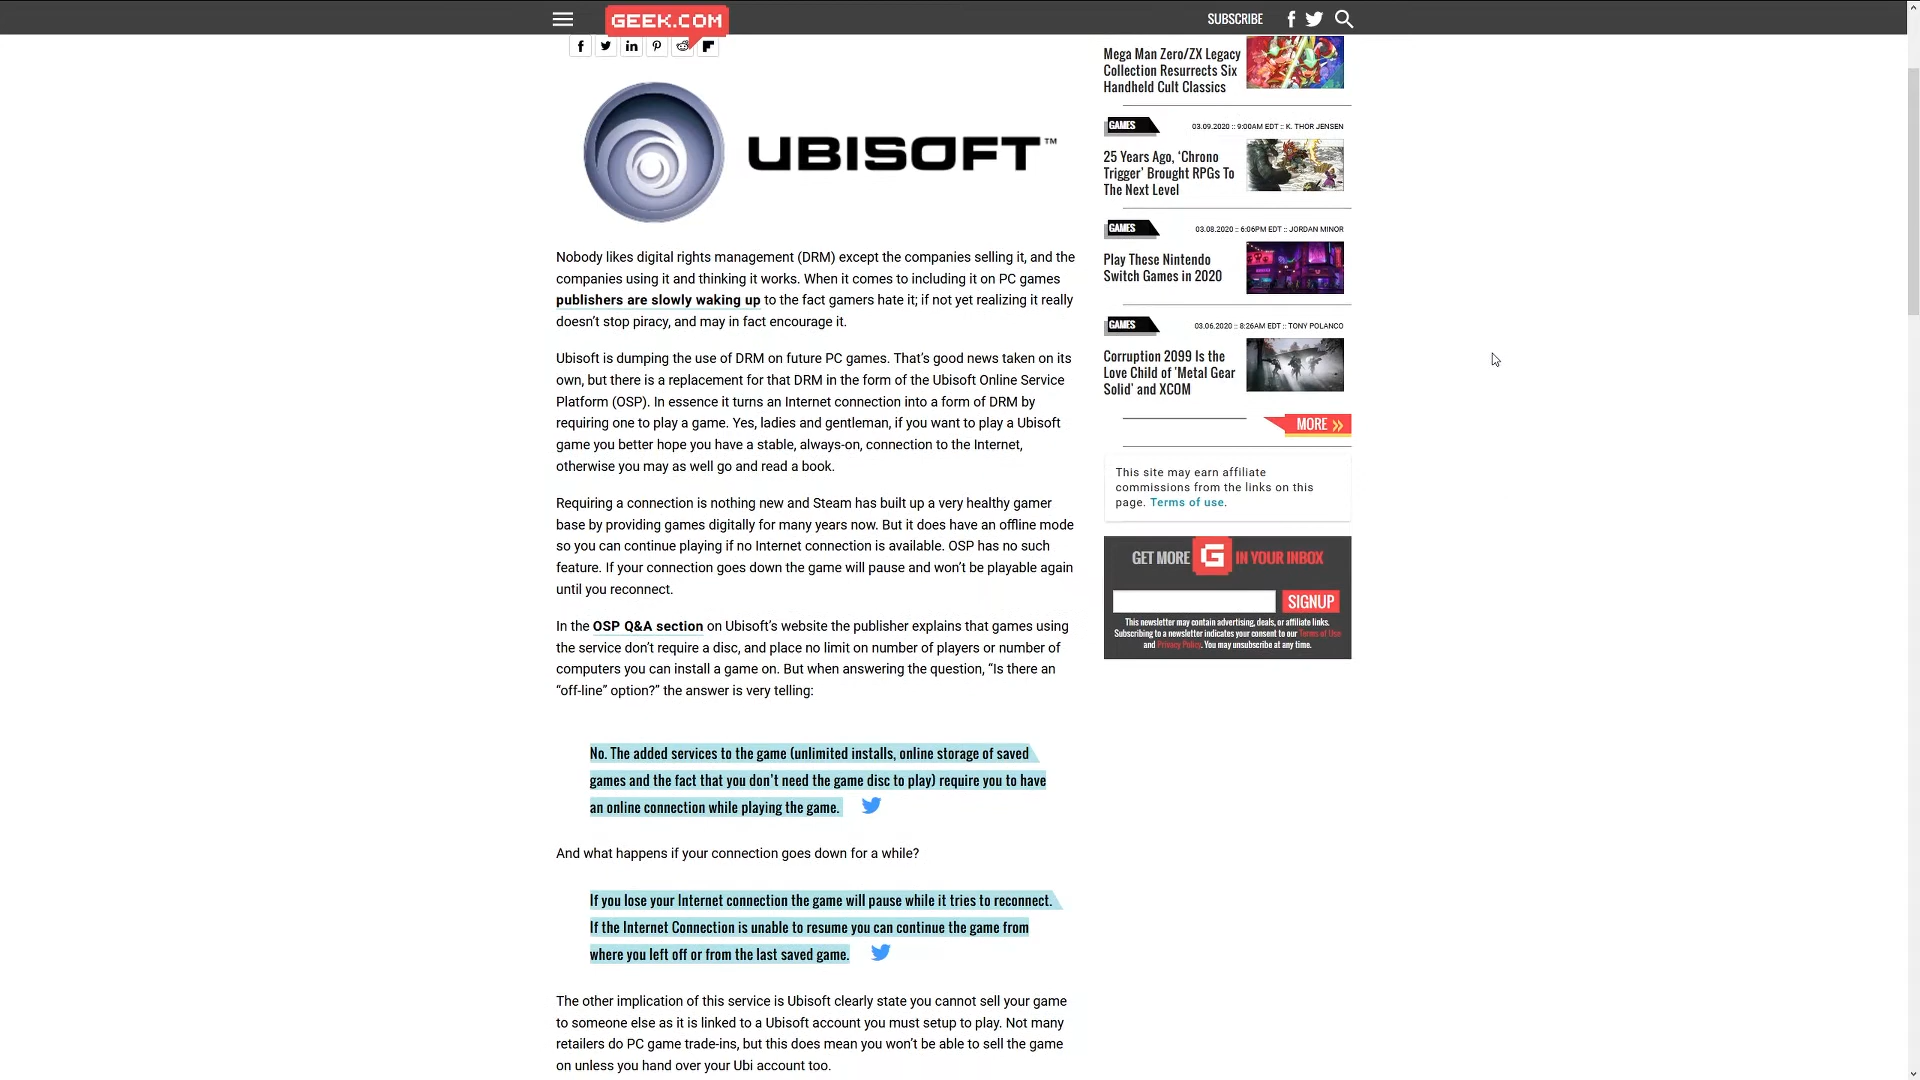 GEEK.COM
SUBSCRIBE
UBISOFT™
Nobody likes digital rights management (DRM) except the companies selling it, and the
companies using it and thinking it works. When it comes to including it on PC games
publishers are slowly waking up to the fact gamers hate it; if not yet realizing it really
doesn’t stop piracy, and may in fact encourage it.
Ubisoft is dumping the use of DRM on future PC games. That’s good news taken on its
own, but there is a replacement for that DRM in the form of the Ubisoft Online Service
Platform (OSP). In essence it turns an Internet connection into a form of DRM by
requiring one to play a game. Yes, ladies and gentleman, if you want to play a Ubisoft
game you better hope you have a stable, always-on, connection to the Internet,
otherwise you may as well go and read a book.
Requiring a connection is nothing new and Steam has built up a very healthy gamer
base by providing games digitally for many years now. But it does have an offline mode
so you can continue playing if no Internet connection is available. OSP has no such
feature. If your connection goes down the game will pause and won’t be playable again
until you reconnect.
In the OSP Q&A section on Ubisoft’s website the publisher explains that games using
the service don’t require a disc, and place no limit on number of players or number of
computers you can install a game on. But when answering the question, “Is there an
“off-line” option?” the answer is very telling:
No. The added services to the game (unlimited installs, online storage of saved
games and the fact that you don’t need the game disc to play) require you to have
an online connection while playing the game.
And what happens if your connection goes down for a while?
If you lose your Internet connection the game will pause while it tries to reconnect.
If the Internet Connection is unable to resume you can continue the game from
where you left off or from the last saved game.
The other implication of this service is Ubisoft clearly state you cannot sell your game
to someone else as it is linked to a Ubisoft account you must setup to play. Not many
retailers do PC game trade-ins, but this does mean you won’t be able to sell the game
on unless you hand over your Ubi account too.
Mega Man Zero/ZX Legacy
Collection Resurrects Six
Handheld Cult Classics
GAMES
03.09.2020 :: 9:00AM EDT :: K. THOR JENSEN
25 Years Ago, ‘Chrono
Trigger’ Brought RPGs To
The Next Level
GAMES
03.08.2020 :: 6:06PM EDT :: JORDAN MINOR
Play These Nintendo
Switch Games in 2020
GAMES
03.06.2020 :: 8:26AM EDT :: TONY POLANCO
Corruption 2099 Is the
Love Child of 'Metal Gear
Solid' and XCOM
MORE »
This site may earn affiliate
commissions from the links on this
page. Terms of use.
GET MORE G IN YOUR INBOX
SIGNUP
This newsletter may contain advertising, deals, or affiliate links.
Subscribing to a newsletter indicates your consent to our Terms of Use
and Privacy Policy. You may unsubscribe at any time.